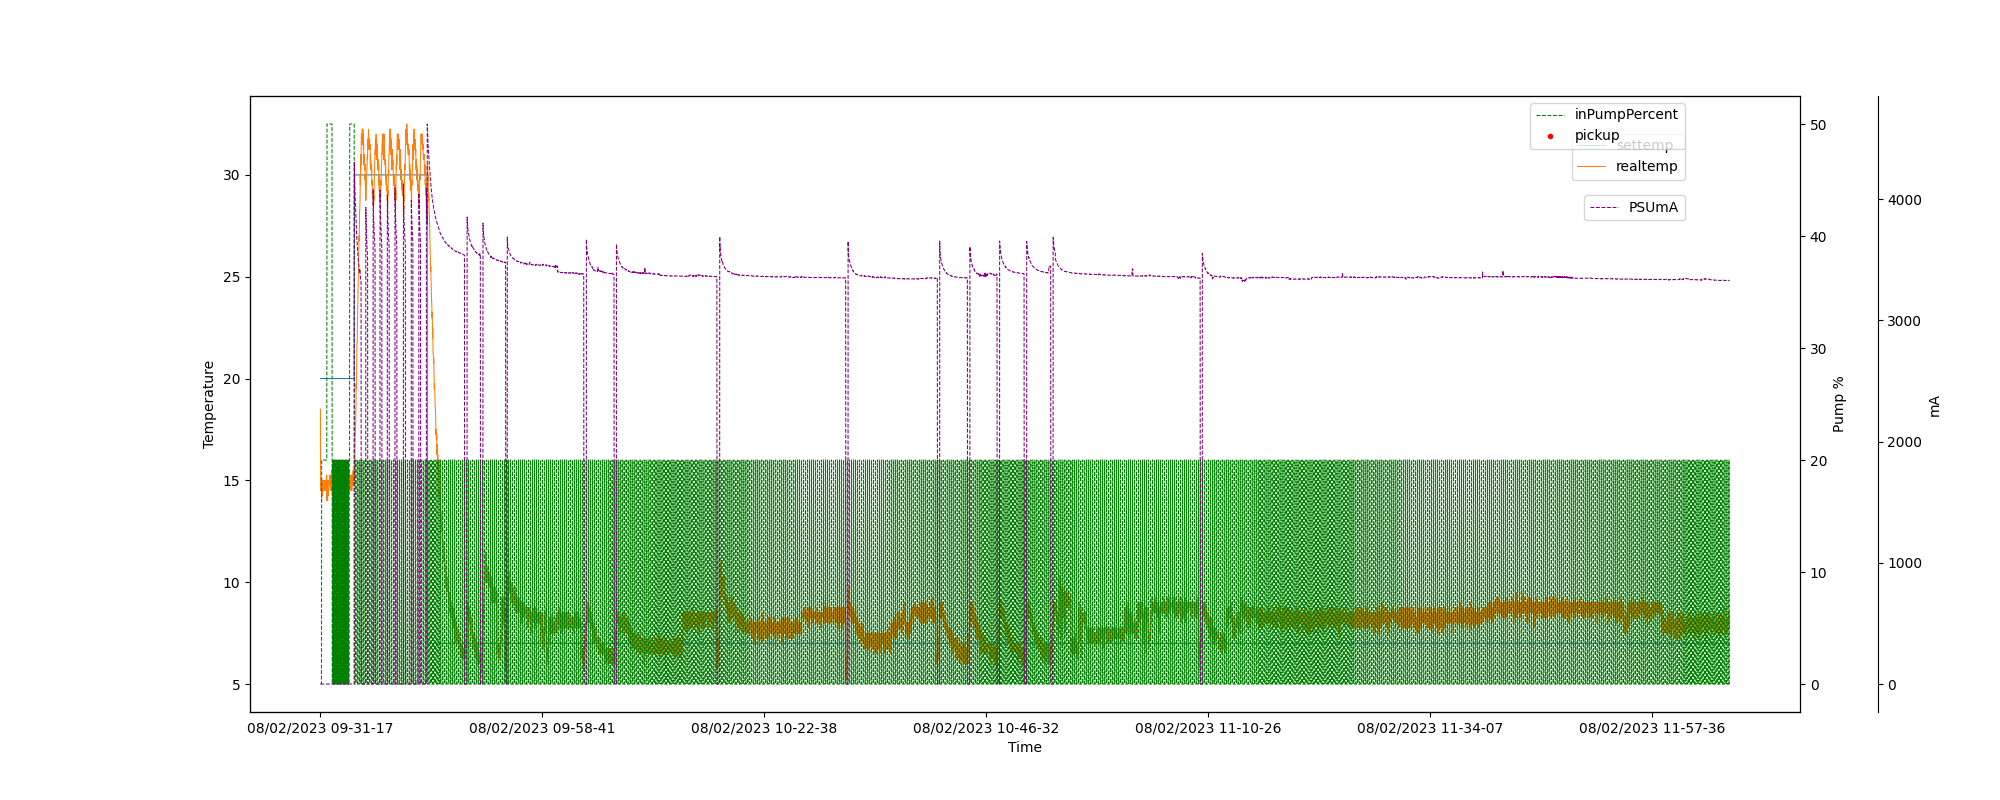 inPumpPercent
pickup
settemp
realtemp
PSUmA
Temperature
30
25
20
15
10
5
50
40
30
20
10
0
Pump %
4000
3000
2000
1000
0
mA
08/02/2023 09-31-17
08/02/2023 09-58-41
08/02/2023 10-22-38
08/02/2023 10-46-32
08/02/2023 11-10-26
08/02/2023 11-34-07
08/02/2023 11-57-36
Time